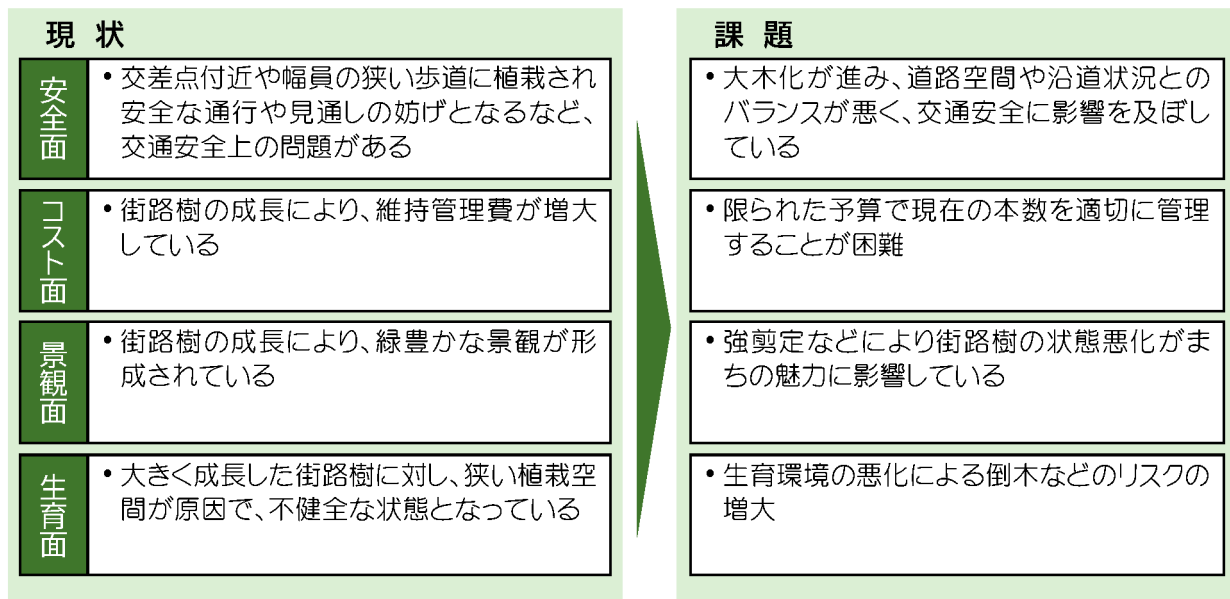 現 状
安全面
• 交差点付近や幅員の狭い歩道に植栽され
安全な通行や見通しの妨げとなるなど、
交通安全上の問題がある
コスト面
• 街路樹の成長により、維持管理費が増大
している
景観面
• 街路樹の成長により、緑豊かな景観が形
成されている
生育面
• 大きく成長した街路樹に対し、狭い植栽空
間が原因で、不健全な状態となっている
課 題
• 大木化が進み、道路空間や沿道状況との
バランスが悪く、交通安全に影響を及ぼし
ている
• 限られた予算で現在の本数を適切に管理
することが困難
• 強剪定などにより街路樹の状態悪化がま
ちの魅力に影響している
• 生育環境の悪化による倒木などのリスクの
増大